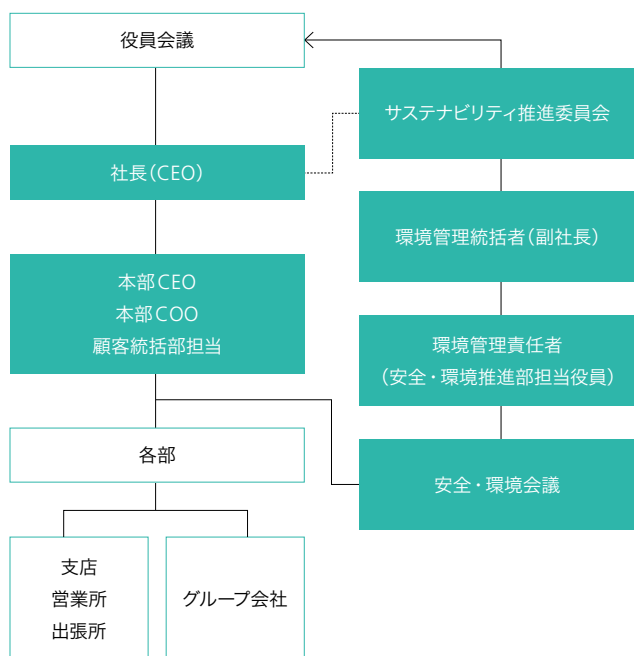 役員会議
サステナビリティ推進委員会
社長(CEO)
環境管理統括者(副社長)
本部CEO
本部COO
顧客統括部担当
環境管理責任者
(安全・環境推進部担当役員)
各部
安全・環境会議
支店
営業所
出張所
グループ会社